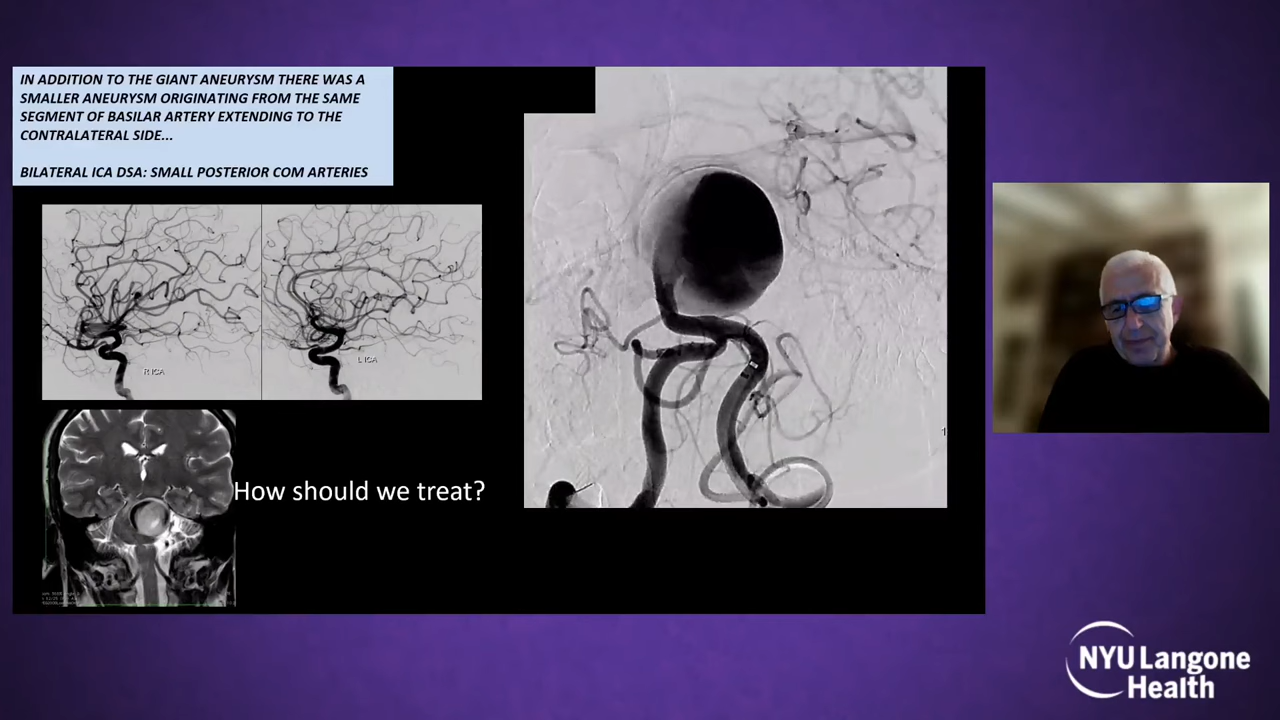 IN ADDITION TO THE GIANT ANEURYSM THERE WAS A
SMALLER ANEURYSM ORIGINATING FROM THE SAME
SEGMENT OF BASILAR ARTERY EXTENDING TO THE
CONTRALATERAL SIDE...
BILATERAL ICA DSA: SMALL POSTERIOR COM ARTERIES
R ICA
L ICA
How should we treat?
1
NYU Langone
Health